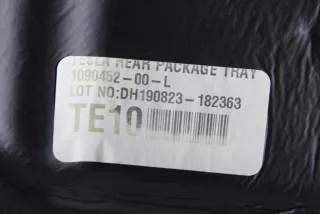 TESLA REAR PACKAGE TRAY
1090452-00-L
LOT NO:DH190823-182363
TE10